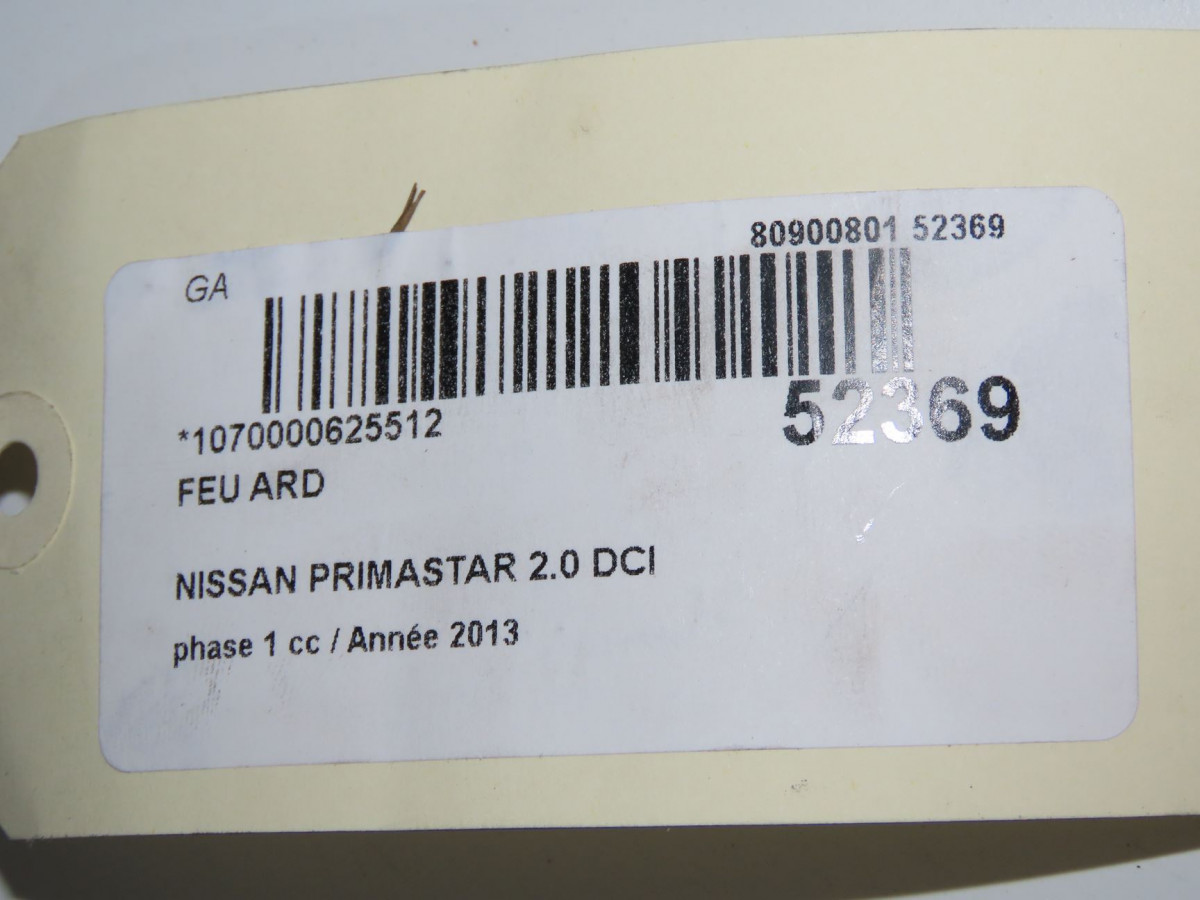 80900801 52369
GA
*1070000625512
52369
FEU ARD
NISSAN PRIMASTAR 2.0 DCI
phase 1 cc / Année 2013